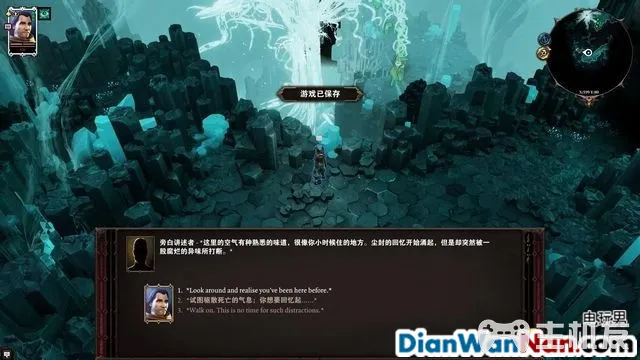 游戏已保存
旁白讲述者 - *这里的空气有种熟悉的味道，很像你小时候住的地方。尘封的回忆开始涌起，但是却突然被一
股腐烂的异味所打断。*
1. *Look around and realise you've been here before.*
2. *试图驱散死亡的气息；你想要回忆起......*
3. *Walk on. This is no time for such distractions.*
电玩男
DianWanNan.com